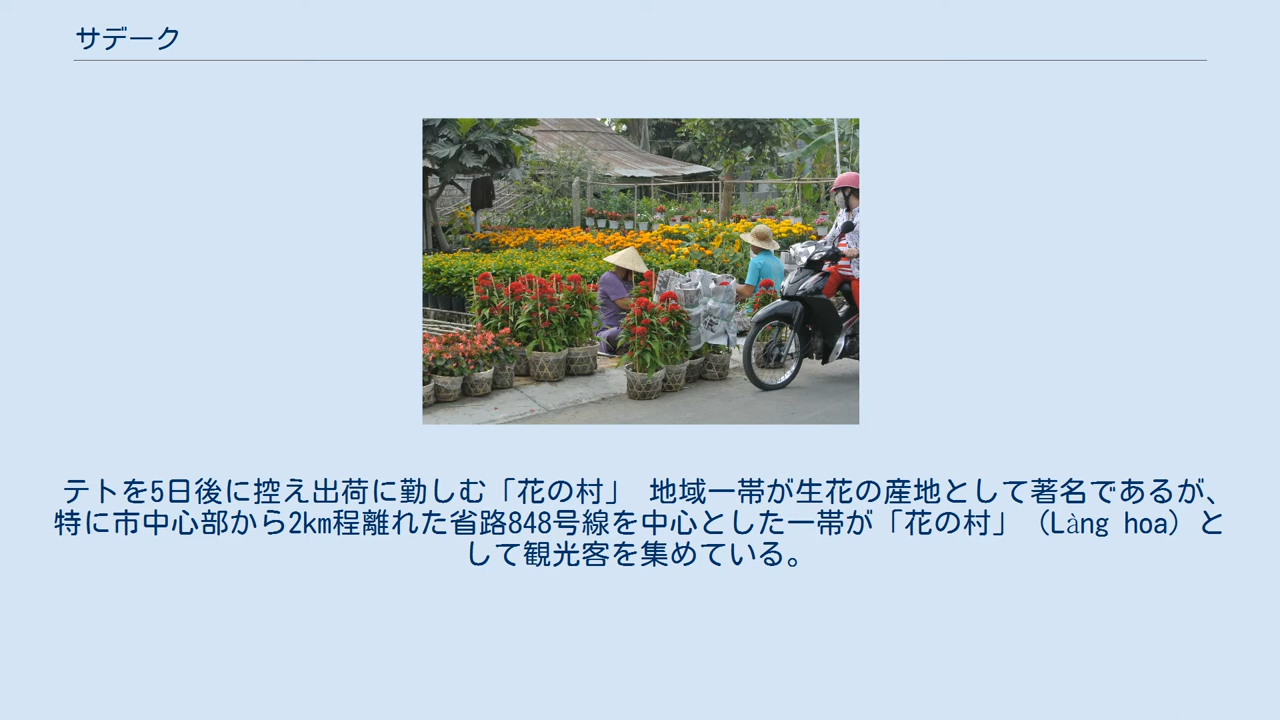 サデーク
テトを5日後に控え出荷に勤しむ「花の村」 地域一帯が生花の産地として著名であるが、
特に市中心部から2km程離れた省路848号線を中心とした一帯が「花の村」（Làng hoa）と
して観光客を集めている。